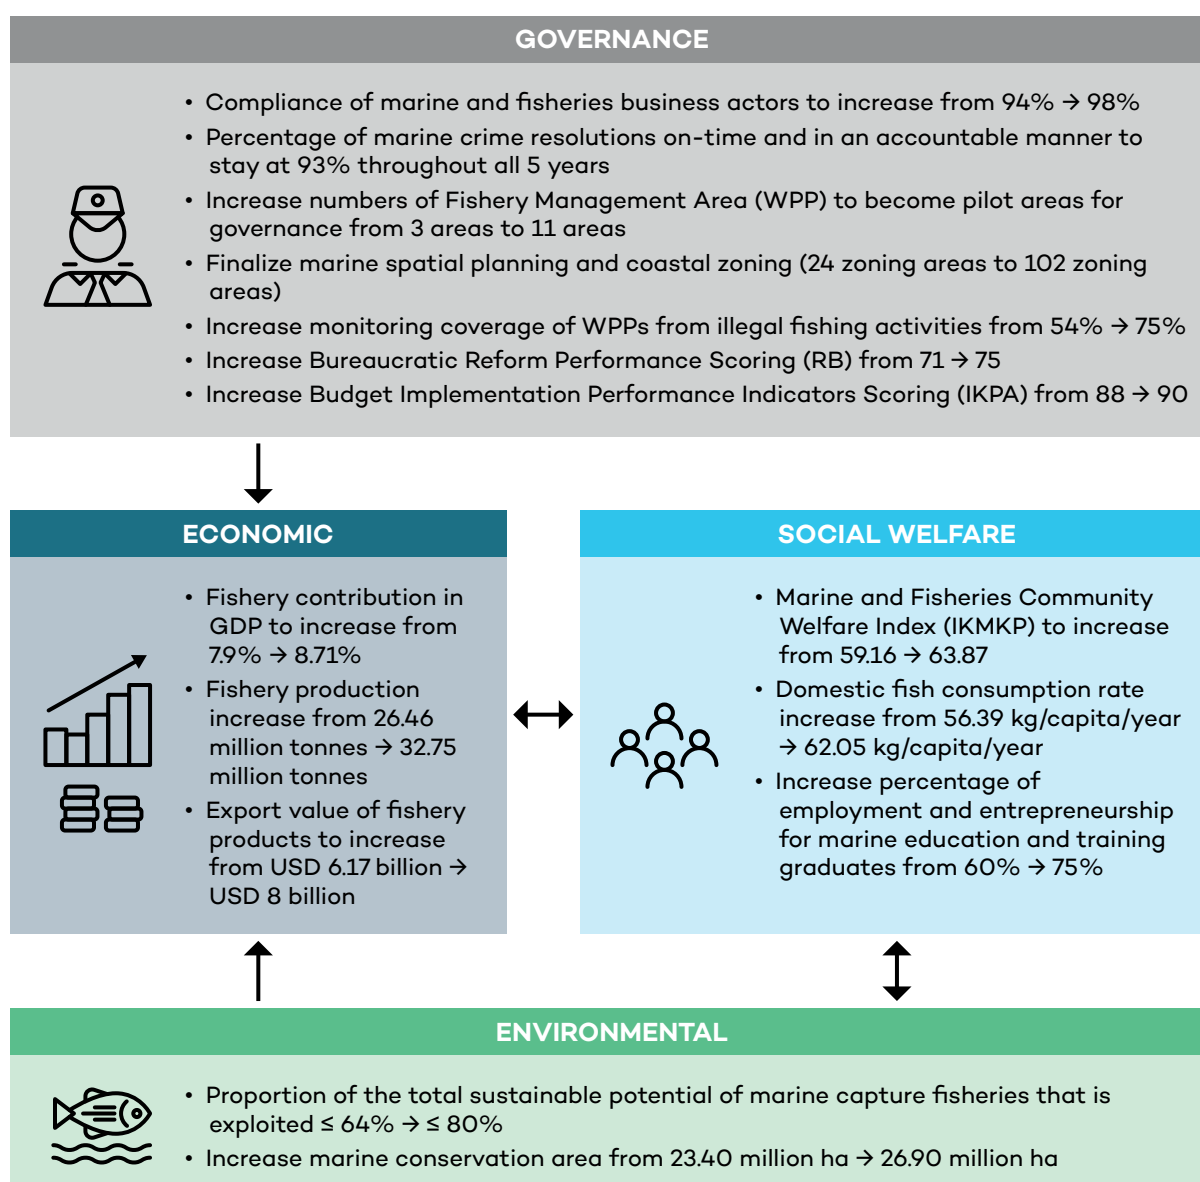 GOVERNANCE
• Compliance of marine and fisheries business actors to increase from 94% → 98%
• Percentage of marine crime resolutions on-time and in an accountable manner to
stay at 93% throughout all 5 years
• Increase numbers of Fishery Management Area (WPP) to become pilot areas for
governance from 3 areas to 11 areas
• Finalize marine spatial planning and coastal zoning (24 zoning areas to 102 zoning
areas)
• Increase monitoring coverage of WPPs from illegal fishing activities from 54% → 75%
• Increase Bureaucratic Reform Performance Scoring (RB) from 71 → 75
• Increase Budget Implementation Performance Indicators Scoring (IKPA) from 88 → 90
ECONOMIC
• Fishery contribution in
GDP to increase from
7.9% → 8.71%
• Fishery production
increase from 26.46
million tonnes → 32.75
million tonnes
• Export value of fishery
products to increase
from USD 6.17 billion →
USD 8 billion
SOCIAL WELFARE
• Marine and Fisheries Community
Welfare Index (IKMKP) to increase
from 59.16 → 63.87
• Domestic fish consumption rate
increase from 56.39 kg/capita/year
→ 62.05 kg/capita/year
• Increase percentage of
employment and entrepreneurship
for marine education and training
graduates from 60% → 75%
ENVIRONMENTAL
• Proportion of the total sustainable potential of marine capture fisheries that is
exploited ≤ 64% → ≤ 80%
• Increase marine conservation area from 23.40 million ha → 26.90 million ha